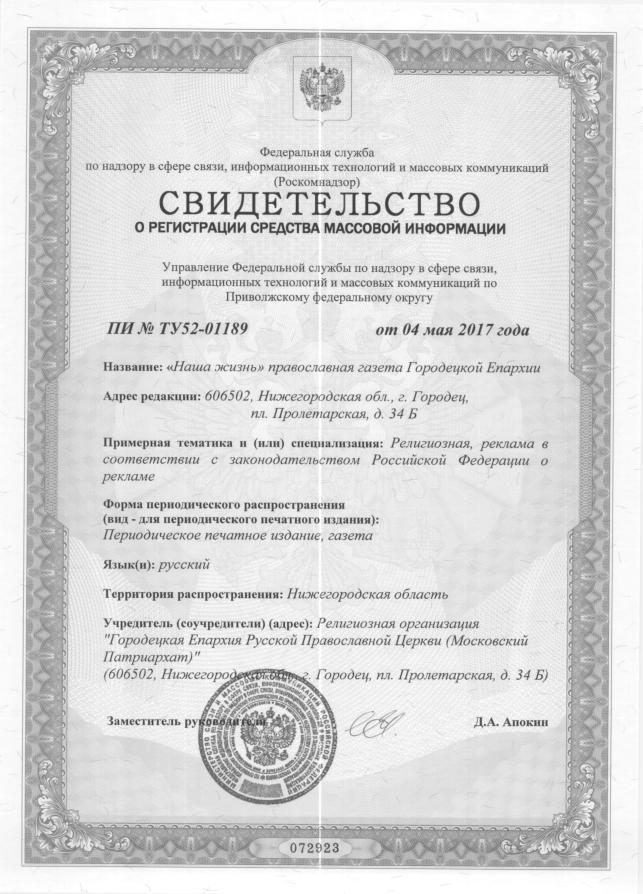 Федеральная служба
по надзору в сфере связи, информационных технологий и массовых коммуникаций
(Роскомнадзор)
СВИДЕТЕЛЬСТВО
О РЕГИСТРАЦИИ СРЕДСТВА МАССОВОЙ ИНФОРМАЦИИ
Управление Федеральной службы по надзору в сфере связи,
информационных технологий и массовых коммуникаций по
Приволжскому федеральному округу
ПИ № ТУ52-01189 от 04 мая 2017 года
Название: «Наша жизнь» православная газета Городецкой Епархии
Адрес редакции: 606502, Нижегородская обл., г. Городец,
пл. Пролетарская, д. 34 Б
Примерная тематика и (или) специализация: Религиозная, реклама в
соответствии с законодательством Российской Федерации о
рекламе
Форма периодического распространения
(вид - для периодического печатного издания):
Периодическое печатное издание, газета
Язык(и): русский
Территория распространения: Нижегородская область
Учредитель (соучредители) (адрес): Религиозная организация
"Городецкая Епархия Русской Православной Церкви (Московский
Патриархат)"
(606502, Нижегородская обл., г. Городец, пл. Пролетарская, д. 34 Б)
Заместитель руководителя Д.А. Апокин
072923